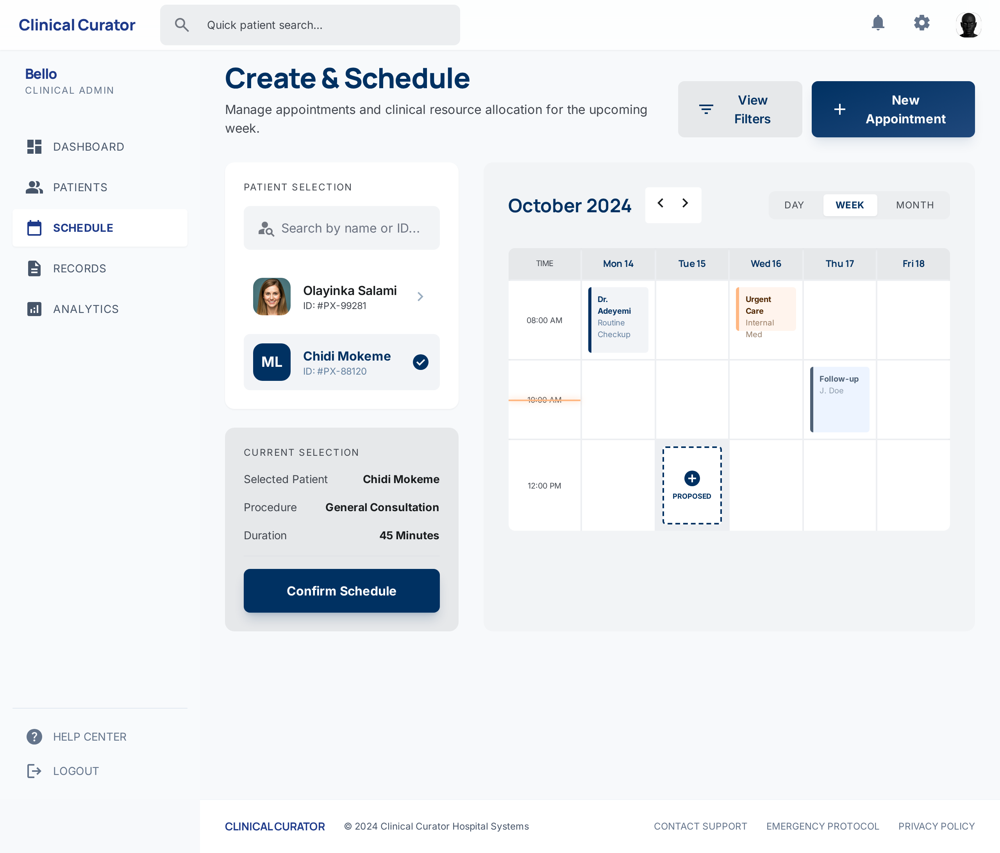 Clinical Curator
Quick patient search...
Bello
CLINICAL ADMIN
DASHBOARD
PATIENTS
SCHEDULE
RECORDS
ANALYTICS
HELP CENTER
LOGOUT
Create & Schedule
Manage appointments and clinical resource allocation for the upcoming
week.
View
Filters
New
Appointment
PATIENT SELECTION
Search by name or ID...
Olayinka Salami
ID: #PX-99281
ML
Chidi Mokeme
ID: #PX-88120
CURRENT SELECTION
Selected Patient Chidi Mokeme
Procedure General Consultation
Duration 45 Minutes
Confirm Schedule
October 2024
DAY WEEK MONTH
TIME Mon 14 Tue 15 Wed 16 Thu 17 Fri 18
08:00 AM
Dr.
Adeyemi
Routine
Checkup
Urgent
Care
Internal
Med
10:00 AM
Follow-up
J. Doe
12:00 PM
PROPOSED
CLINICAL CURATOR
© 2024 Clinical Curator Hospital Systems
CONTACT SUPPORT EMERGENCY PROTOCOL PRIVACY POLICY